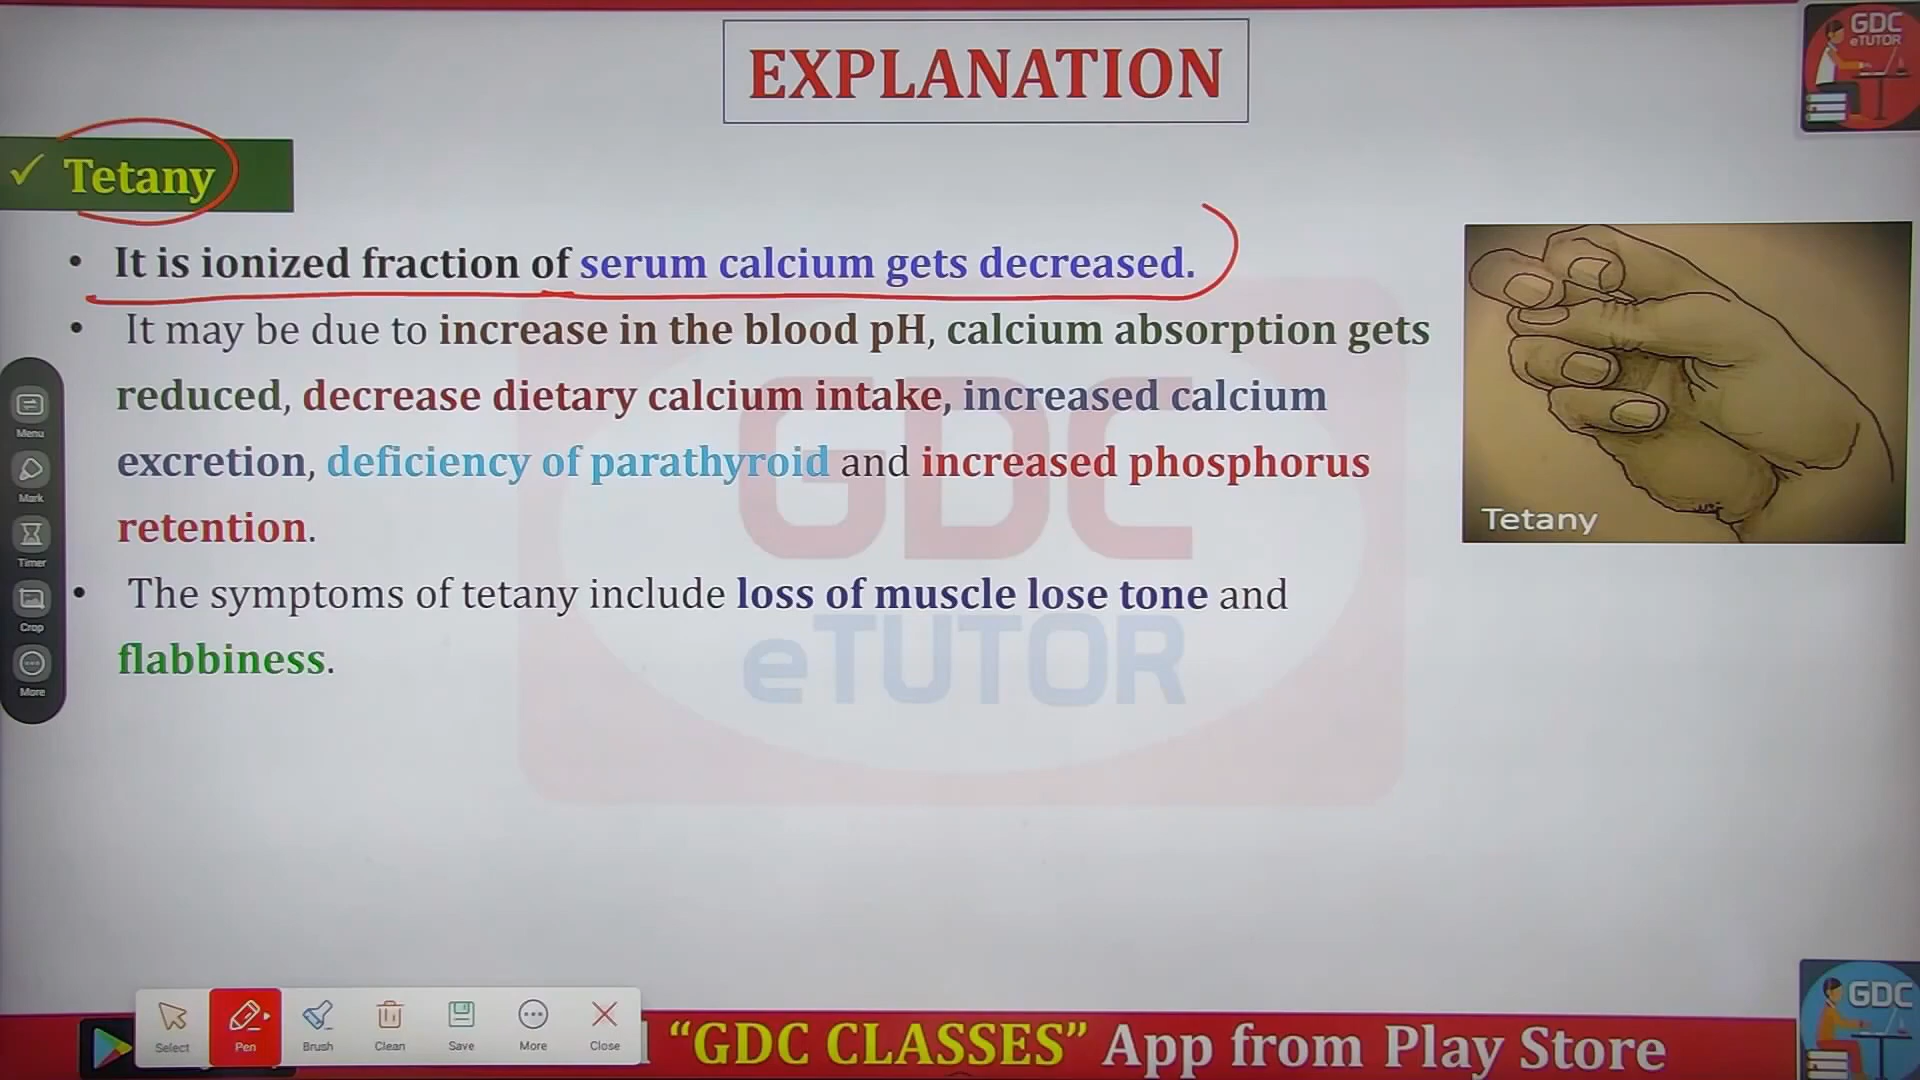 EXPLANATION
GDC
eTUTOR
✓ Tetany
• It is ionized fraction of serum calcium gets decreased.
• It may be due to increase in the blood pH, calcium absorption gets
reduced, decrease dietary calcium intake, increased calcium
excretion, deficiency of parathyroid and increased phosphorus
retention.
• The symptoms of tetany include loss of muscle lose tone and
flabbiness.
Tetany
GDC
eTUTOR
Menu
Mark
Timer
Crop
More
Select
Pen
Brush
Clean
Save
More
Close
"GDC CLASSES" App from Play Store
GDC